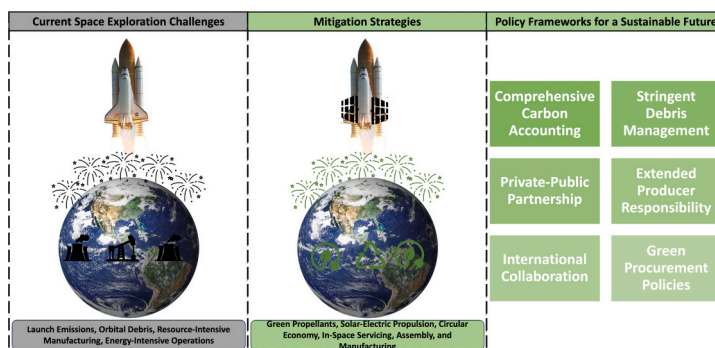 Current Space Exploration Challenges
Mitigation Strategies
Policy Frameworks for a Sustainable Future
Comprehensive
Carbon
Accounting
Stringent
Debris
Management
Private-Public
Partnership
Extended
Producer
Responsibility
International
Collaboration
Green
Procurement
Policies
Launch Emissions, Orbital Debris, Resource-Intensive
Manufacturing, Energy-Intensive Operations
Green Propellants, Solar-Electric Propulsion, Circular
Economy, In-Space Servicing, Assembly, and
Manufacturing